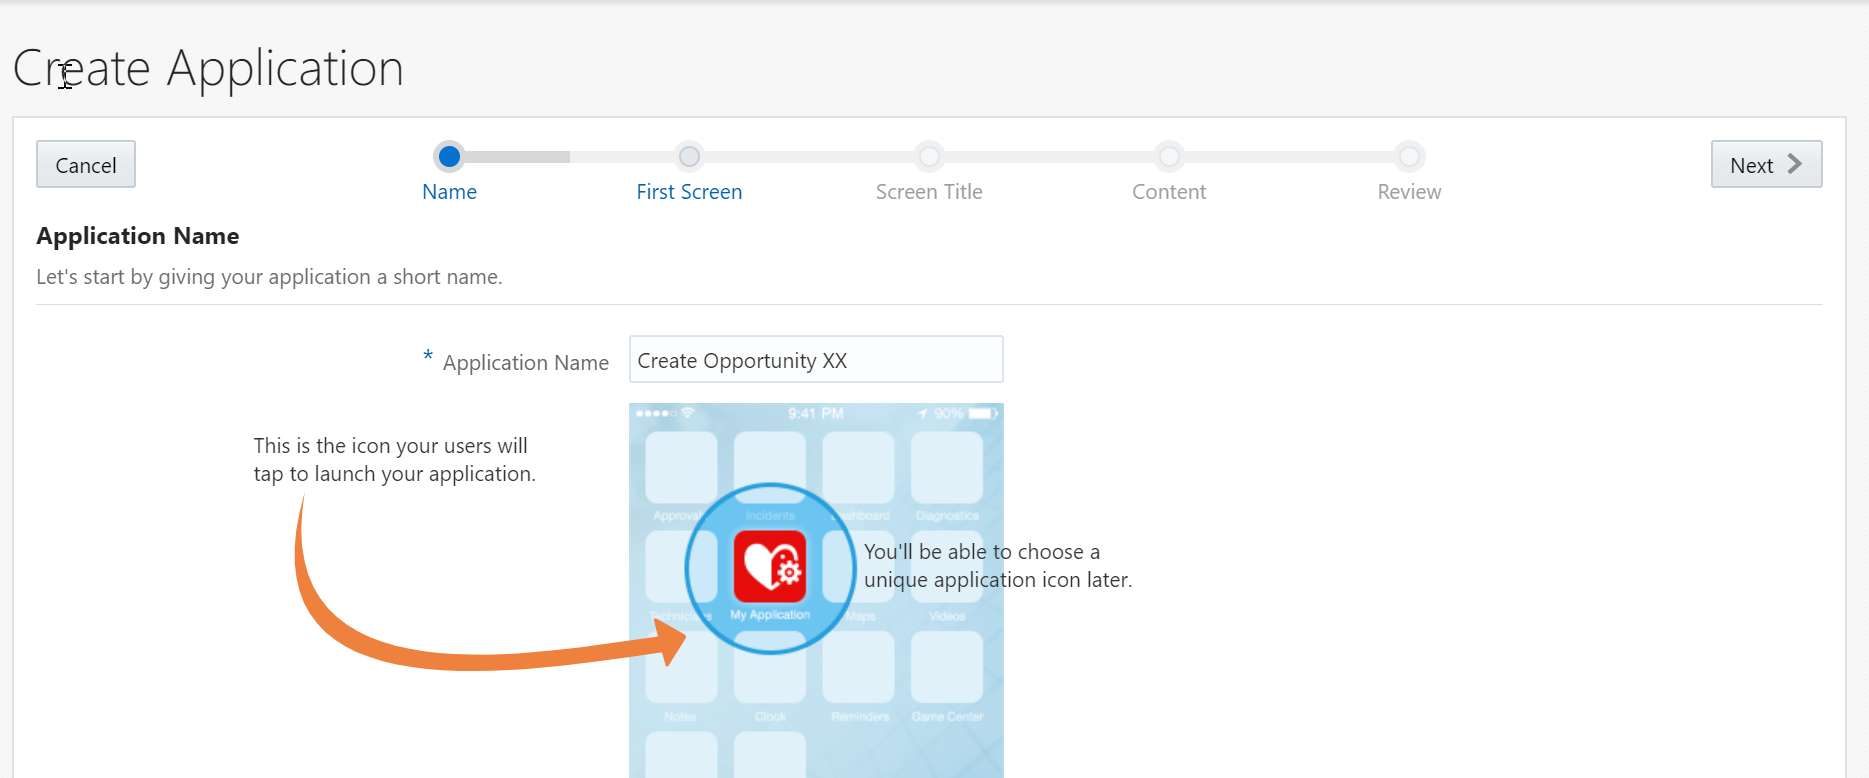 Create Application
Cancel
Name
First Screen
Screen Title
Content
Review
Next
Application Name
Let's start by giving your application a short name.
* Application Name
Create Opportunity XX
9:41 PM
90%
This is the icon your users will
tap to launch your application.
Incidents
Diagnostics
You'll be able to choose a
unique application icon later.
My Application
Maps
Videos
Notes
Clock
Reminders
Game Center